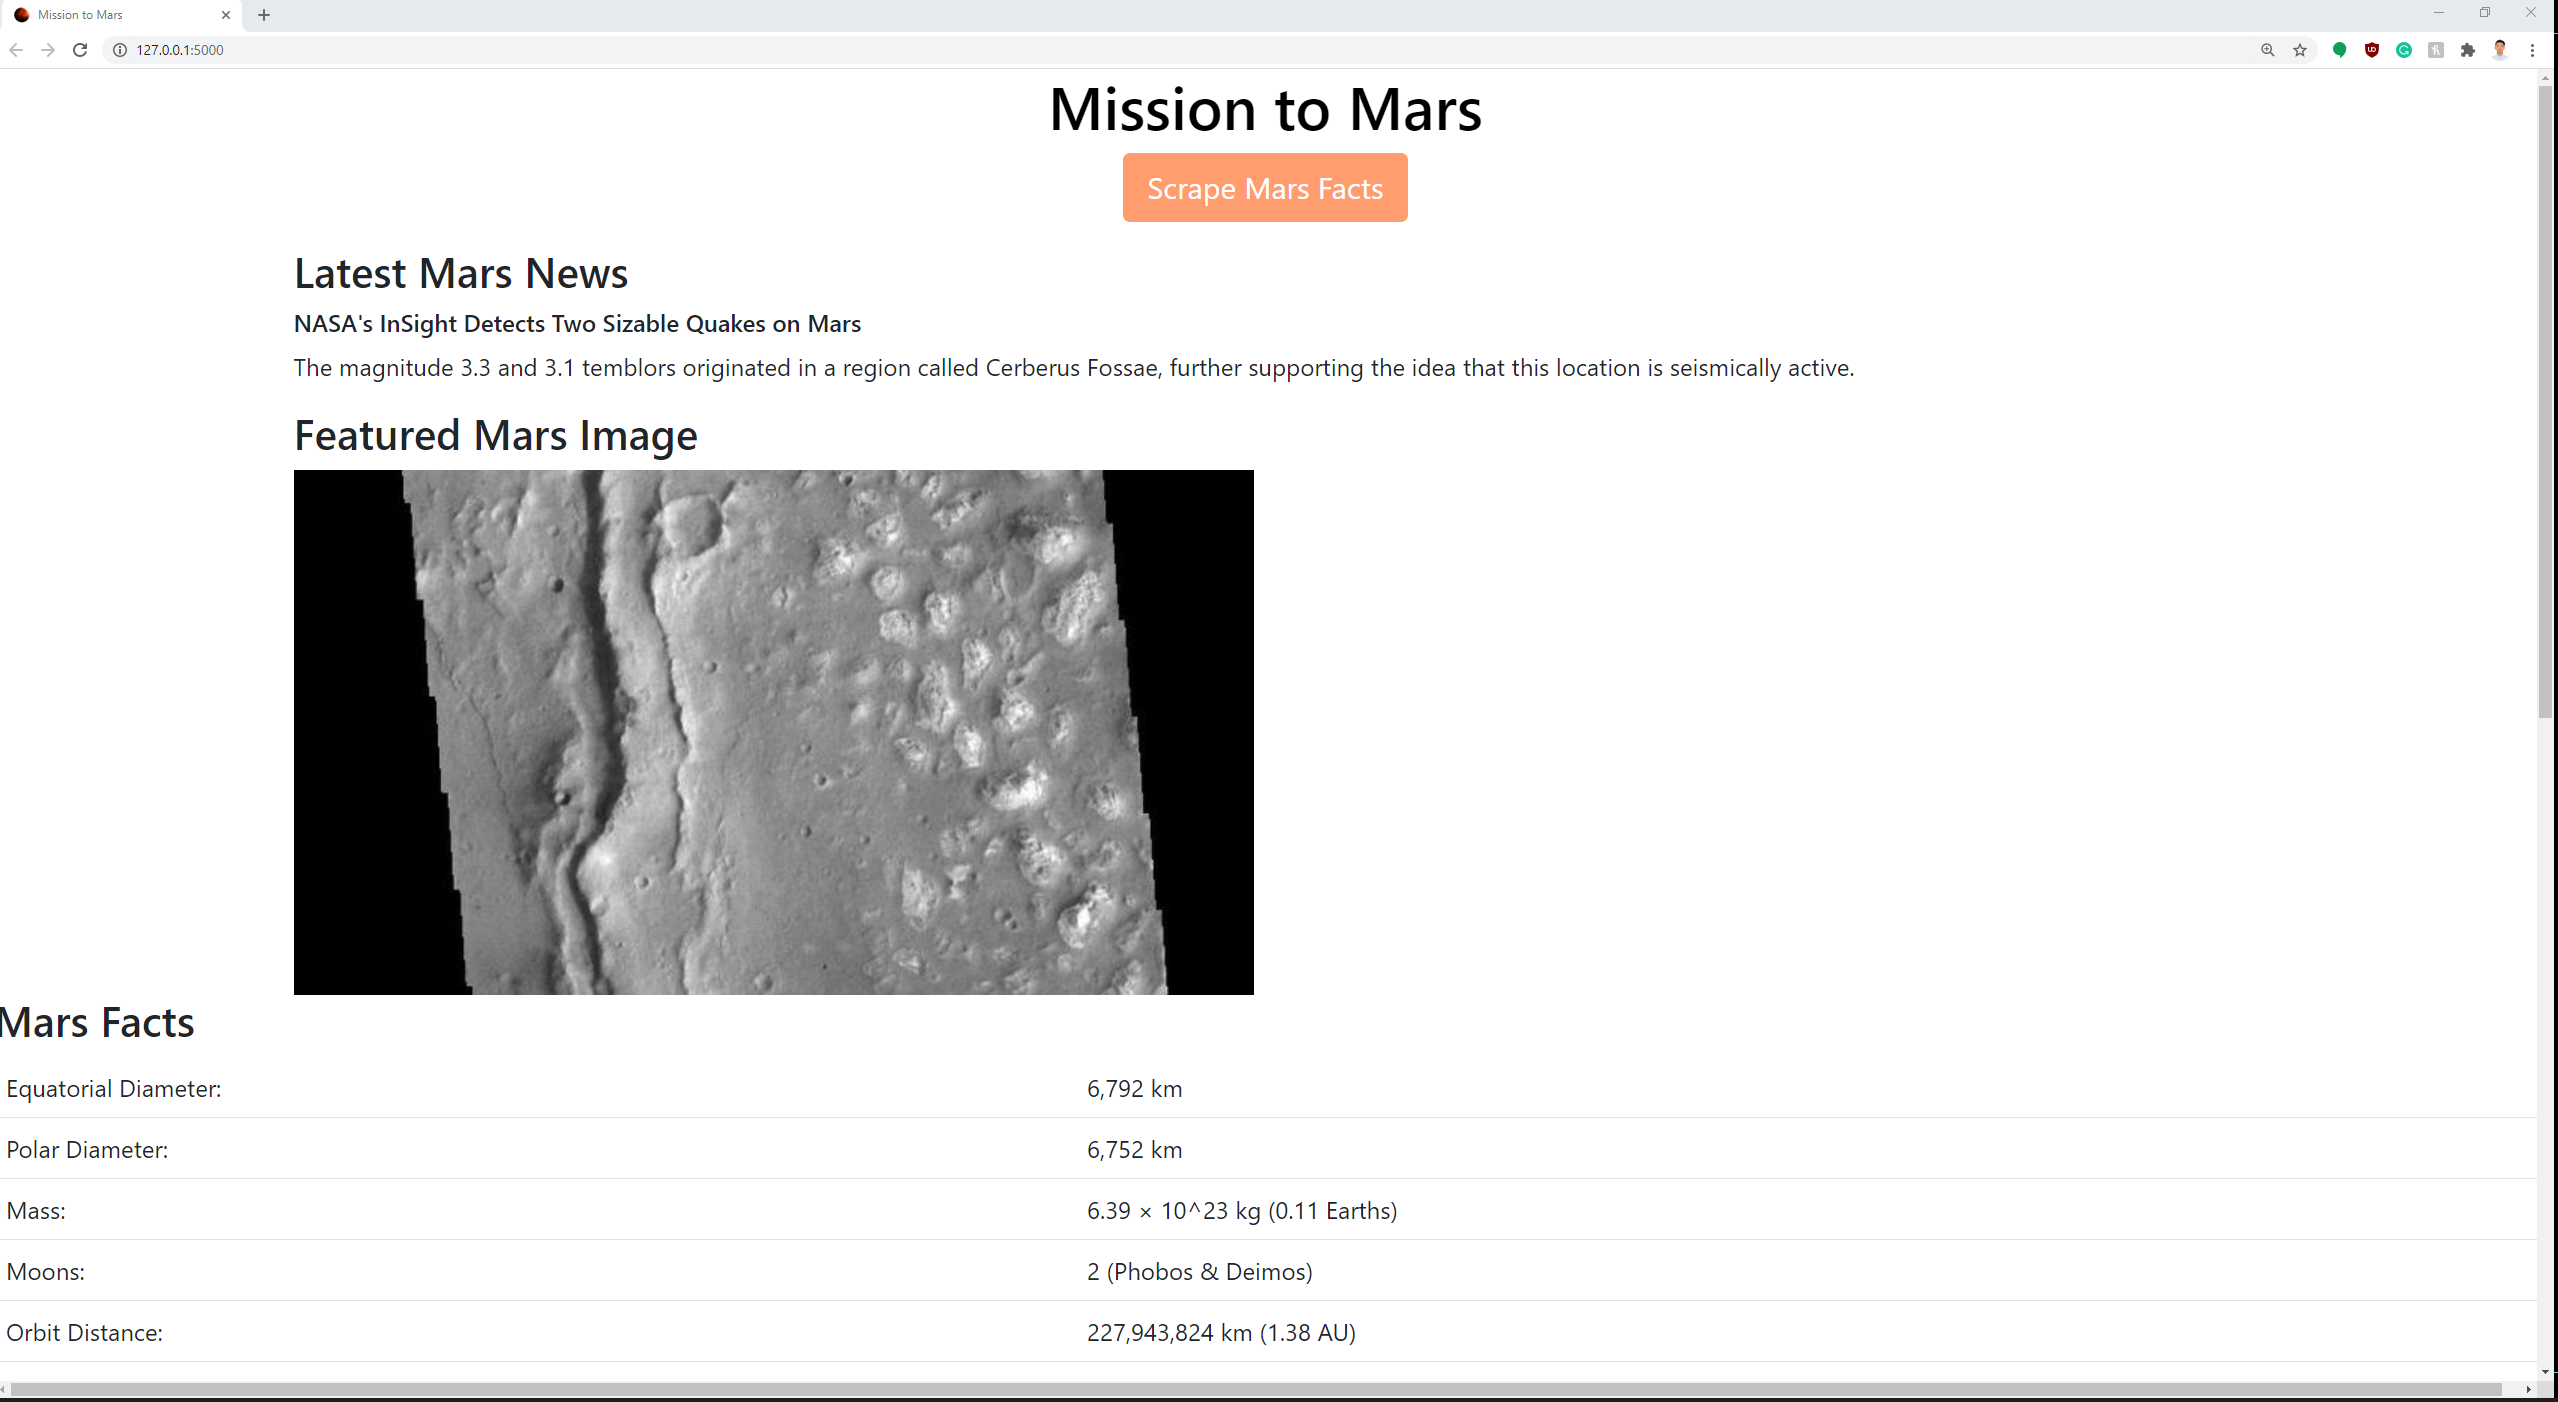 Mission to Mars
127.0.0.1:5000
Mission to Mars
Scrape Mars Facts
Latest Mars News
NASA's InSight Detects Two Sizable Quakes on Mars
The magnitude 3.3 and 3.1 temblors originated in a region called Cerberus Fossae, further supporting the idea that this location is seismically active.
Featured Mars Image
Mars Facts
Equatorial Diameter: 6,792 km
Polar Diameter: 6,752 km
Mass: 6.39 × 10^23 kg (0.11 Earths)
Moons: 2 (Phobos & Deimos)
Orbit Distance: 227,943,824 km (1.38 AU)